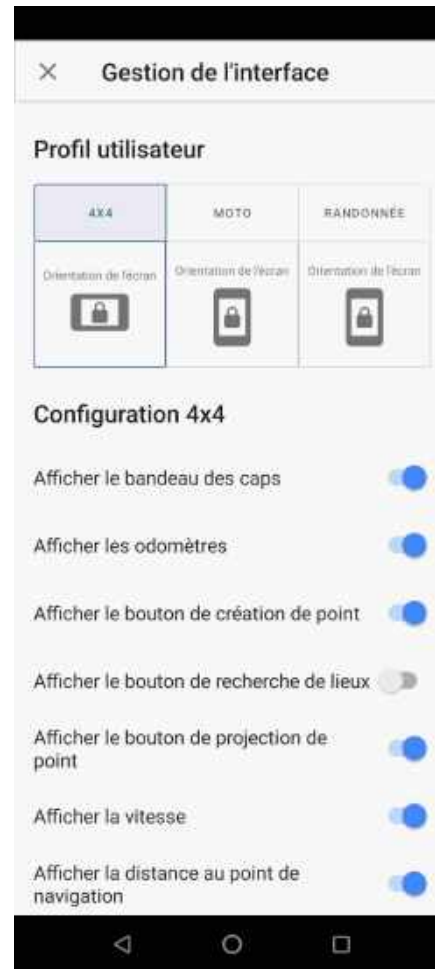 Gestion de l'interface
Profil utilisateur
4X4
MOTO
RANDONNÉE
Orientation de l'écran
Orientation de l'écran
Orientation de l'écran
Configuration 4x4
Afficher le bandeau des caps
Afficher les odomètres
Afficher le bouton de création de point
Afficher le bouton de recherche de lieux
Afficher le bouton de projection de
point
Afficher la vitesse
Afficher la distance au point de
navigation